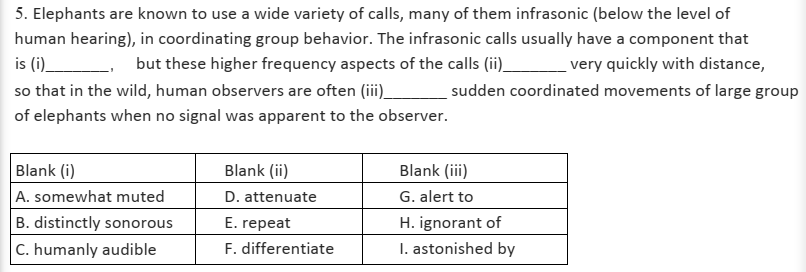 5. Elephants are known to use a wide variety of calls, many of them infrasonic (below the level of
human hearing), in coordinating group behavior. The infrasonic calls usually have a component that
is (i)_______, but these higher frequency aspects of the calls (ii)_______ very quickly with distance,
so that in the wild, human observers are often (iii)_______ sudden coordinated movements of large group
of elephants when no signal was apparent to the observer.
Blank (i) Blank (ii) Blank (iii)
A. somewhat muted D. attenuate G. alert to
B. distinctly sonorous E. repeat H. ignorant of
C. humanly audible F. differentiate I. astonished by